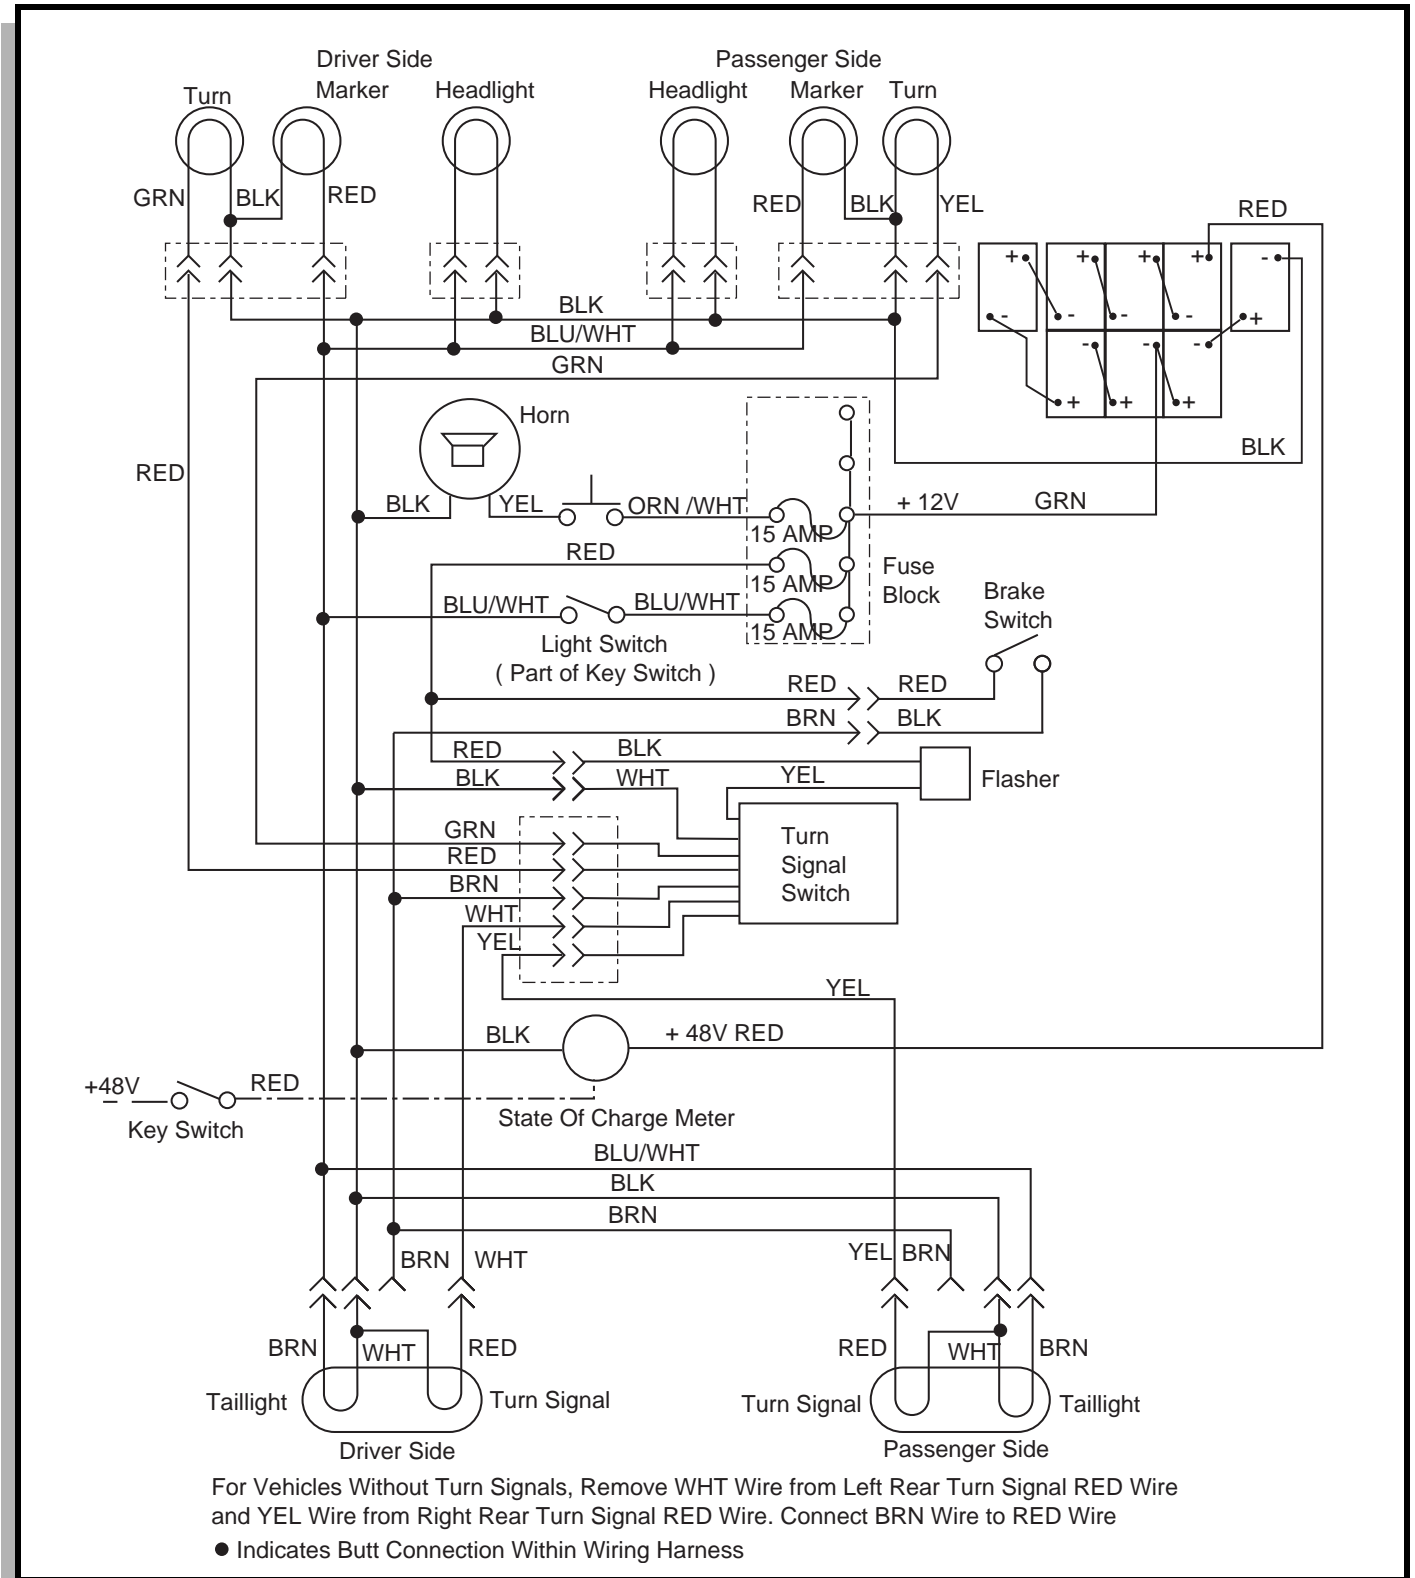 Driver Side
Passenger Side
Turn
Marker
Headlight
Headlight
Marker
Turn
GRN
BLK
RED
RED
BLK
YEL
RED
+
+
+
+
-
-
-
-
-
+
-
-
-
+
+
+
BLK
BLU/WHT
GRN
Horn
RED
BLK
BLK
YEL
ORN /WHT
+ 12V
GRN
15 AMP
RED
15 AMP
Fuse
Block
BLU/WHT
BLU/WHT
15 AMP
Brake
Switch
Light Switch
( Part of Key Switch )
RED
RED
BRN
BLK
RED
BLK
BLK
WHT
YEL
Flasher
GRN
RED
BRN
WHT
YEL
Turn
Signal
Switch
YEL
BLK
+ 48V RED
+48V
RED
Key Switch
State Of Charge Meter
BLU/WHT
BLK
BRN
BRN
WHT
YEL
BRN
BRN
WHT
RED
RED
WHT
BRN
Taillight
Turn Signal
Turn Signal
Taillight
Driver Side
Passenger Side
For Vehicles Without Turn Signals, Remove WHT Wire from Left Rear Turn Signal RED Wire
and YEL Wire from Right Rear Turn Signal RED Wire. Connect BRN Wire to RED Wire
● Indicates Butt Connection Within Wiring Harness